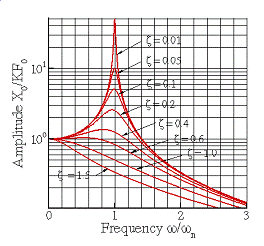 Amplitude X₀/KF₀
10¹
10⁰
ζ = 0.01
ζ = 0.05
ζ = 0.1
ζ = 0.2
ζ = 0.4
ζ = 0.6
ζ = 1.0
ζ = 1.5
0
1
2
3
Frequency ω/ωₙ